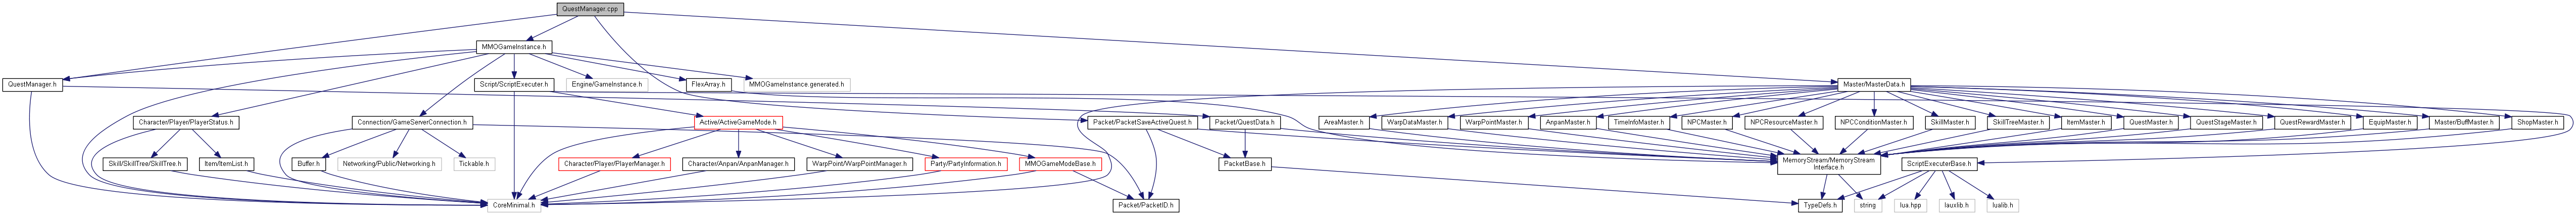 QuestManager.cpp
MMOGameInstance.h
QuestManager.h
Script/ScriptExecuter.h
Engine/GameInstance.h
FlexArray.h
MMOGameInstance.generated.h
Master/MasterData.h
Character/Player/PlayerStatus.h
Connection/GameServerConnection.h
Active/ActiveGameMode.h
Packet/PacketSaveActiveQuest.h
Packet/QuestData.h
AreaMaster.h
WarpDataMaster.h
WarpPointMaster.h
AnpanMaster.h
TimeInfoMaster.h
NPCMaster.h
NPCResourceMaster.h
NPCConditionMaster.h
SkillMaster.h
SkillTreeMaster.h
ItemMaster.h
QuestMaster.h
QuestStageMaster.h
QuestRewardMaster.h
EquipMaster.h
Master/BuffMaster.h
ShopMaster.h
Skill/SkillTree/SkillTree.h
Item/ItemList.h
Buffer.h
Networking/Public/Networking.h
Tickable.h
Character/Player/PlayerManager.h
Character/Anpan/AnpanManager.h
WarpPoint/WarpPointManager.h
Party/PartyInformation.h
MMOGameModeBase.h
PacketBase.h
MemoryStream/MemoryStream
Interface.h
ScriptExecuterBase.h
CoreMinimal.h
Packet/PacketID.h
TypeDefs.h
string
lua.hpp
lauxlib.h
lualib.h